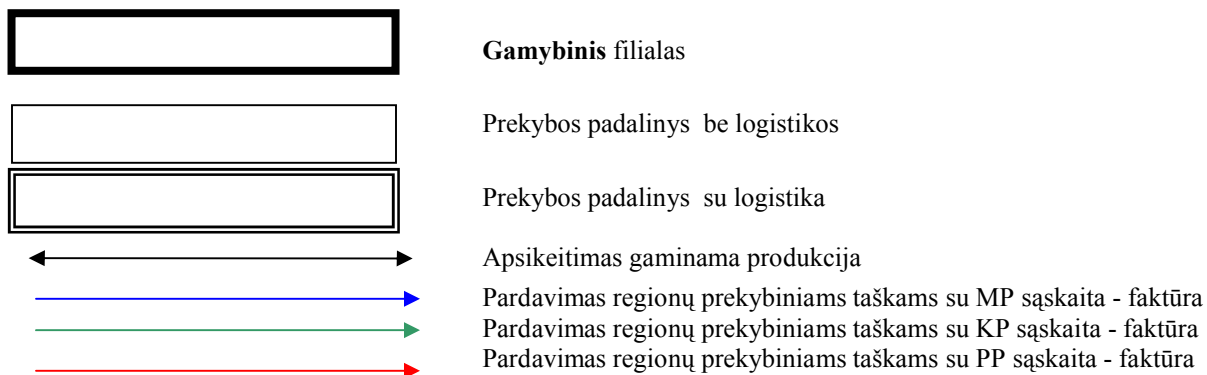 Gamybinis filialas
Prekybos padalinys be logistikos
Prekybos padalinys su logistika
Apsikeitimas gaminama produkcija
Pardavimas regionų prekybiniams taškams su MP sąskaita - faktūra
Pardavimas regionų prekybiniams taškams su KP sąskaita - faktūra
Pardavimas regionų prekybiniams taškams su PP sąskaita - faktūra